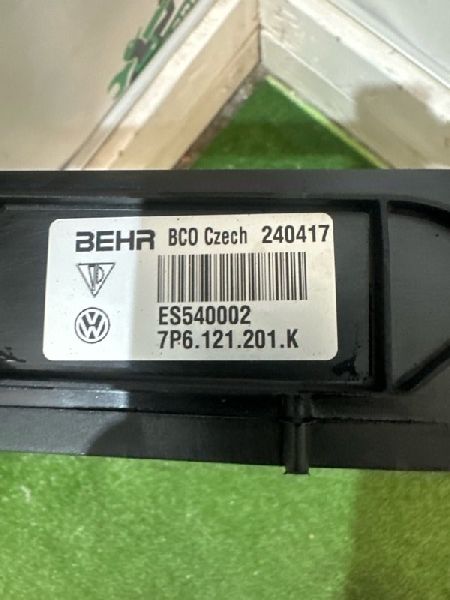 BEHR BCO Czech 240417
ES540002
7P6.121.201.K